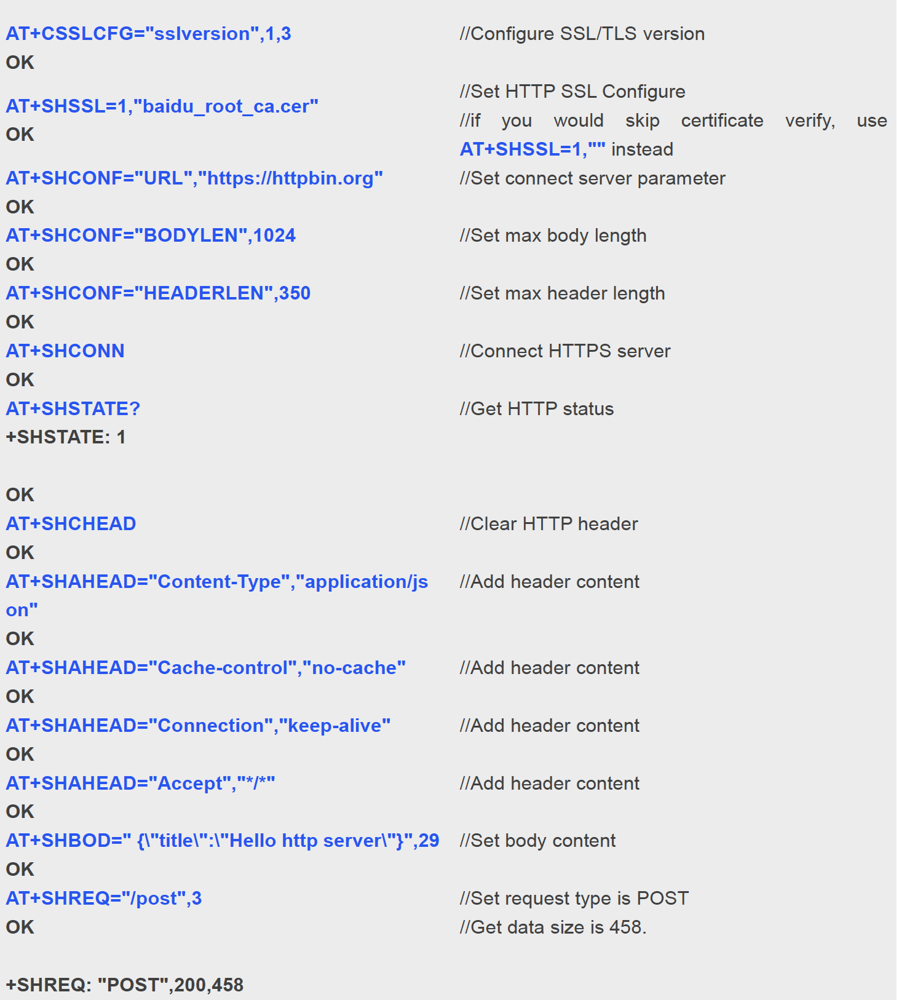 AT+CSSLCFG="sslversion",1,3 //Configure SSL/TLS version
OK
//Set HTTP SSL Configure
AT+SHSSL=1,"baidu_root_ca.cer"
//if you would skip certificate verify, use
OK
AT+SHSSL=1,"" instead
AT+SHCONF="URL","https://httpbin.org" //Set connect server parameter
OK
AT+SHCONF="BODYLEN",1024 //Set max body length
OK
AT+SHCONF="HEADERLEN",350 //Set max header length
OK
AT+SHCONN //Connect HTTPS server
OK
AT+SHSTATE? //Get HTTP status
+SHSTATE: 1
OK
AT+SHCHEAD //Clear HTTP header
OK
AT+SHAHEAD="Content-Type","application/js //Add header content
on"
OK
AT+SHAHEAD="Cache-control","no-cache" //Add header content
OK
AT+SHAHEAD="Connection","keep-alive" //Add header content
OK
AT+SHAHEAD="Accept","*/*" //Add header content
OK
AT+SHBOD=" {\"title\":\"Hello http server\"}",29 //Set body content
OK
AT+SHREQ="/post",3 //Set request type is POST
OK //Get data size is 458.
+SHREQ: "POST",200,458